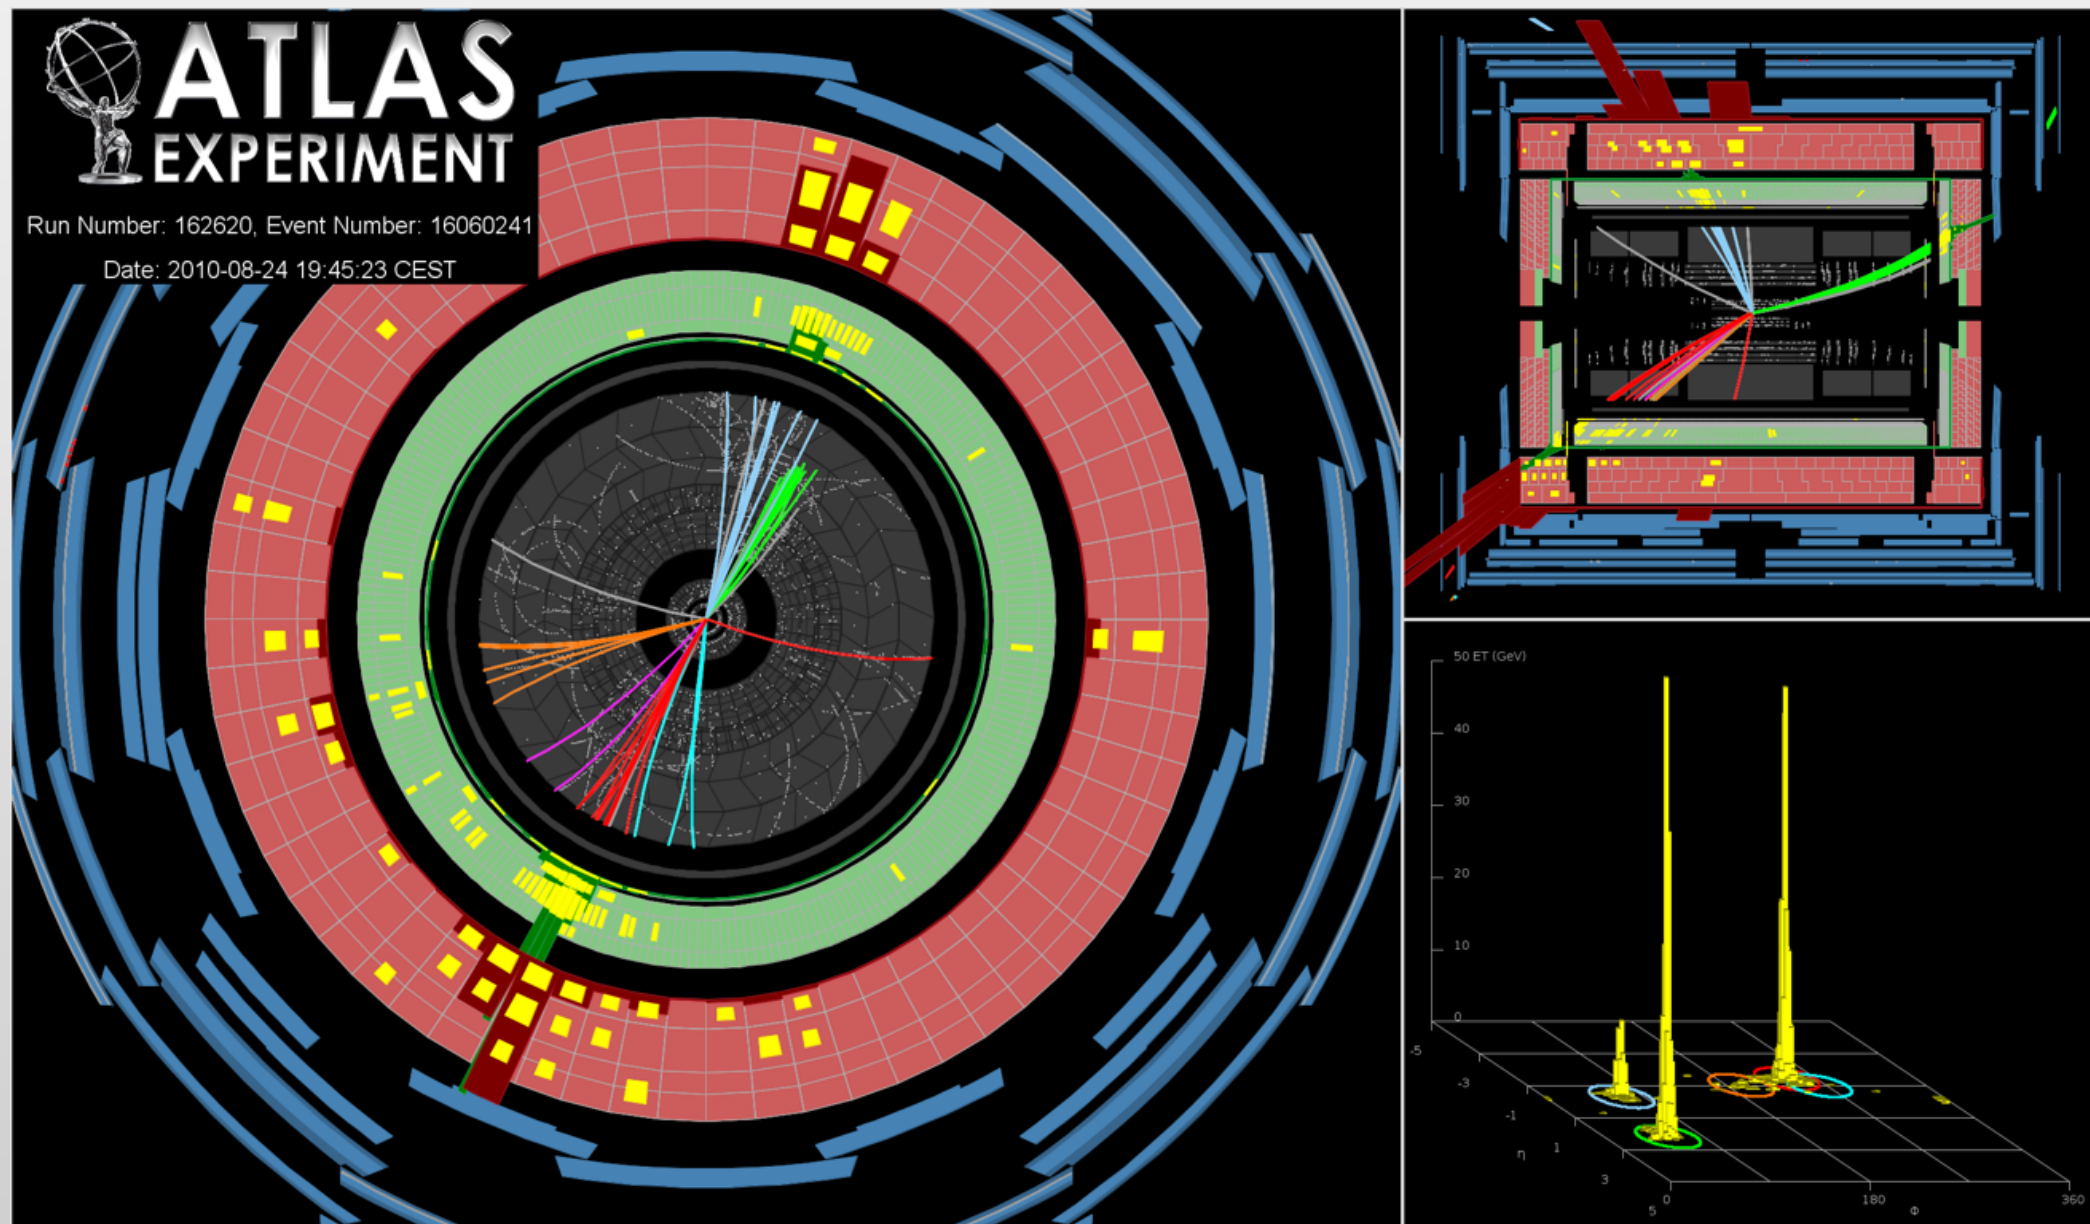 ATLAS
EXPERIMENT
Run Number: 162620, Event Number: 16060241
Date: 2010-08-24 19:45:23 CEST
50 ET (GeV)
40
30
20
10
0
-5
-3
-1
η 1
3
5
0 180 360
Φ